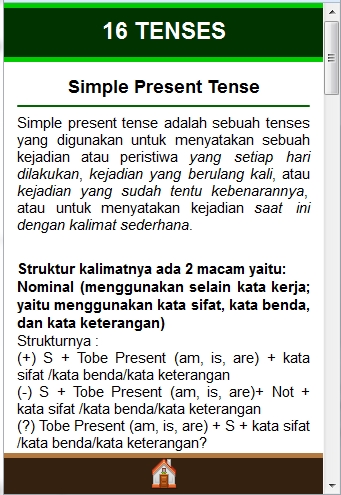 16 TENSES
Simple Present Tense
Simple present tense adalah sebuah tenses
yang digunakan untuk menyatakan sebuah
kejadian atau peristiwa yang setiap hari
dilakukan, kejadian yang berulang kali, atau
kejadian yang sudah tentu kebenarannya,
atau untuk menyatakan kejadian saat ini
dengan kalimat sederhana.
Struktur kalimatnya ada 2 macam yaitu:
Nominal (menggunakan selain kata kerja;
yaitu menggunakan kata sifat, kata benda,
dan kata keterangan)
Strukturnya :
(+) S + Tobe Present (am, is, are) + kata
sifat /kata benda/kata keterangan
(-) S + Tobe Present (am, is, are)+ Not +
kata sifat /kata benda/kata keterangan
(?) Tobe Present (am, is, are) + S + kata sifat
/kata benda/kata keterangan?